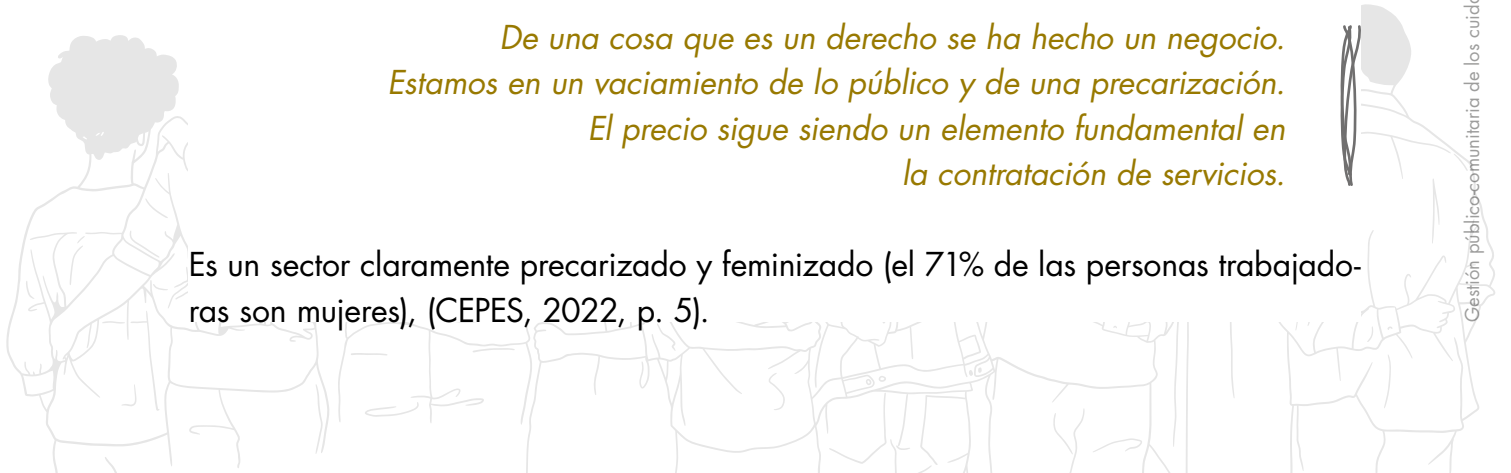 De una cosa que es un derecho se ha hecho un negocio.
Estamos en un vaciamiento de lo público y de una precarización.
El precio sigue siendo un elemento fundamental en
la contratación de servicios.
Es un sector claramente precarizado y feminizado (el 71% de las personas trabajado-
ras son mujeres), (CEPES, 2022, p. 5).
Gestión público-comunitaria de los